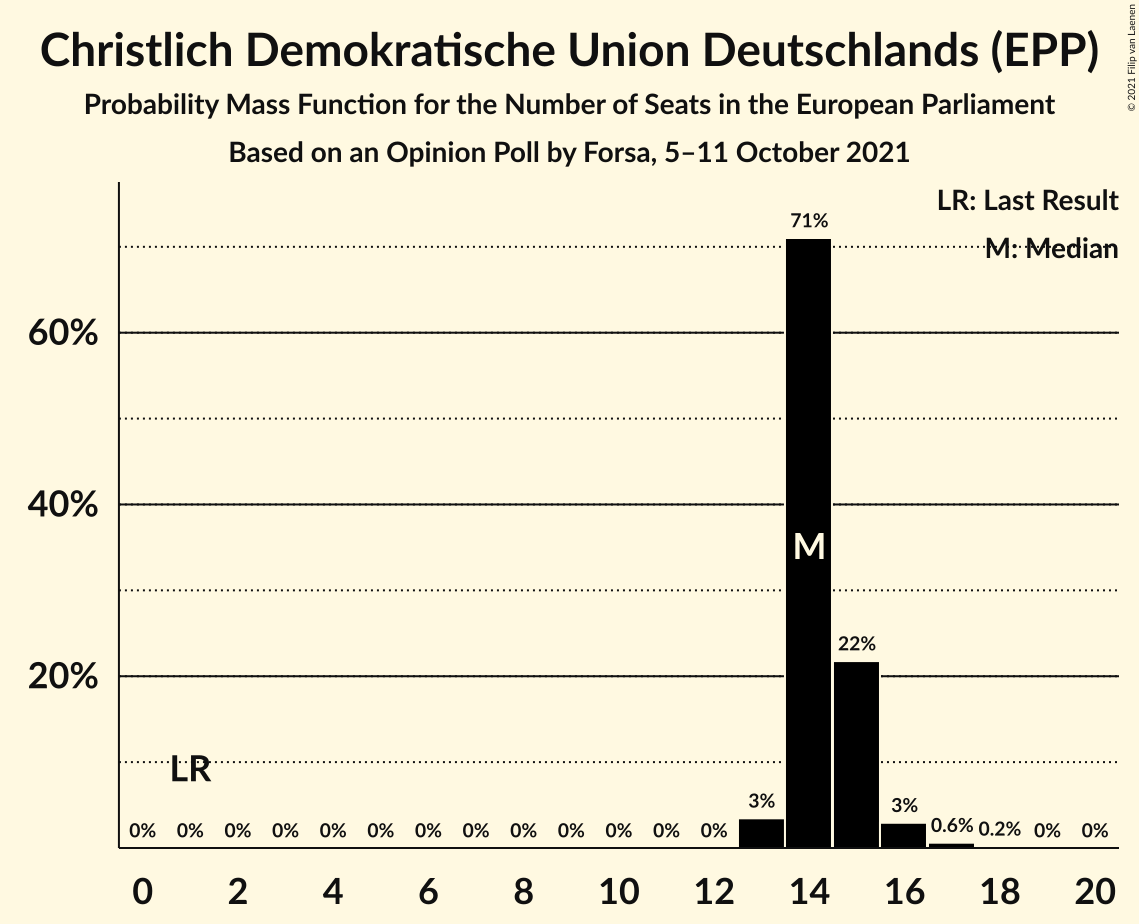 Christlich Demokratische Union Deutschlands (EPP)
Probability Mass Function for the Number of Seats in the European Parliament
Based on an Opinion Poll by Forsa, 5–11 October 2021
© 2021 Filip van Laenen
LR: Last Result
M: Median
71%
60%
40%
M
22%
20%
LR
0% 0% 0% 0% 0% 0% 0% 0% 0% 0% 0% 0% 0% 3% 3% 0.6% 0.2% 0% 0%
0 2 4 6 8 10 12 14 16 18 20